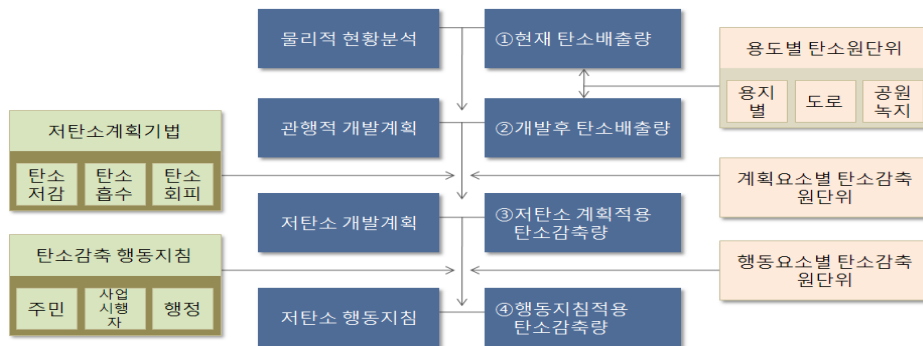 물리적 현황분석
①현재 탄소배출량
용도별 탄소원단위
용지
별
도로
공원
녹지
저탄소계획기법
탄소
저감
탄소
흡수
탄소
회피
관행적 개발계획
②개발후 탄소배출량
계획요소별 탄소감축
원단위
저탄소 개발계획
③저탄소 계획적용
탄소감축량
탄소감축 행동지침
주민
사업
시행
자
행정
행동요소별 탄소감축
원단위
저탄소 행동지침
④행동지침적용
탄소감축량